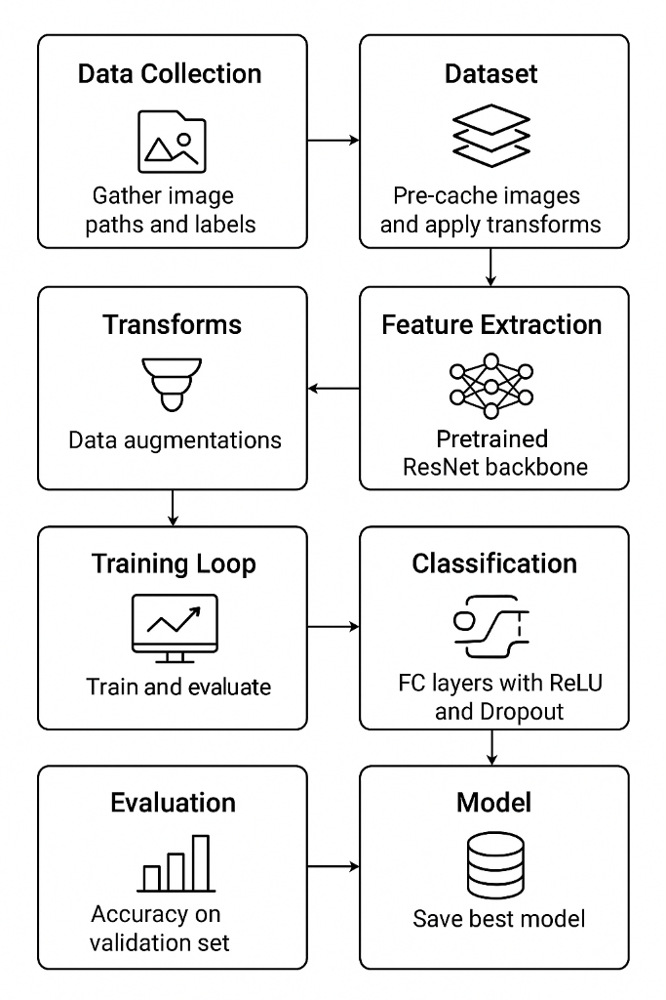 Data Collection
Gather image
paths and labels
Dataset
Pre-cache images
and apply transforms
Transforms
Data augmentations
Feature Extraction
Pretrained
ResNet backbone
Training Loop
Train and evaluate
Classification
FC layers with ReLU
and Dropout
Evaluation
Accuracy on
validation set
Model
Save best model